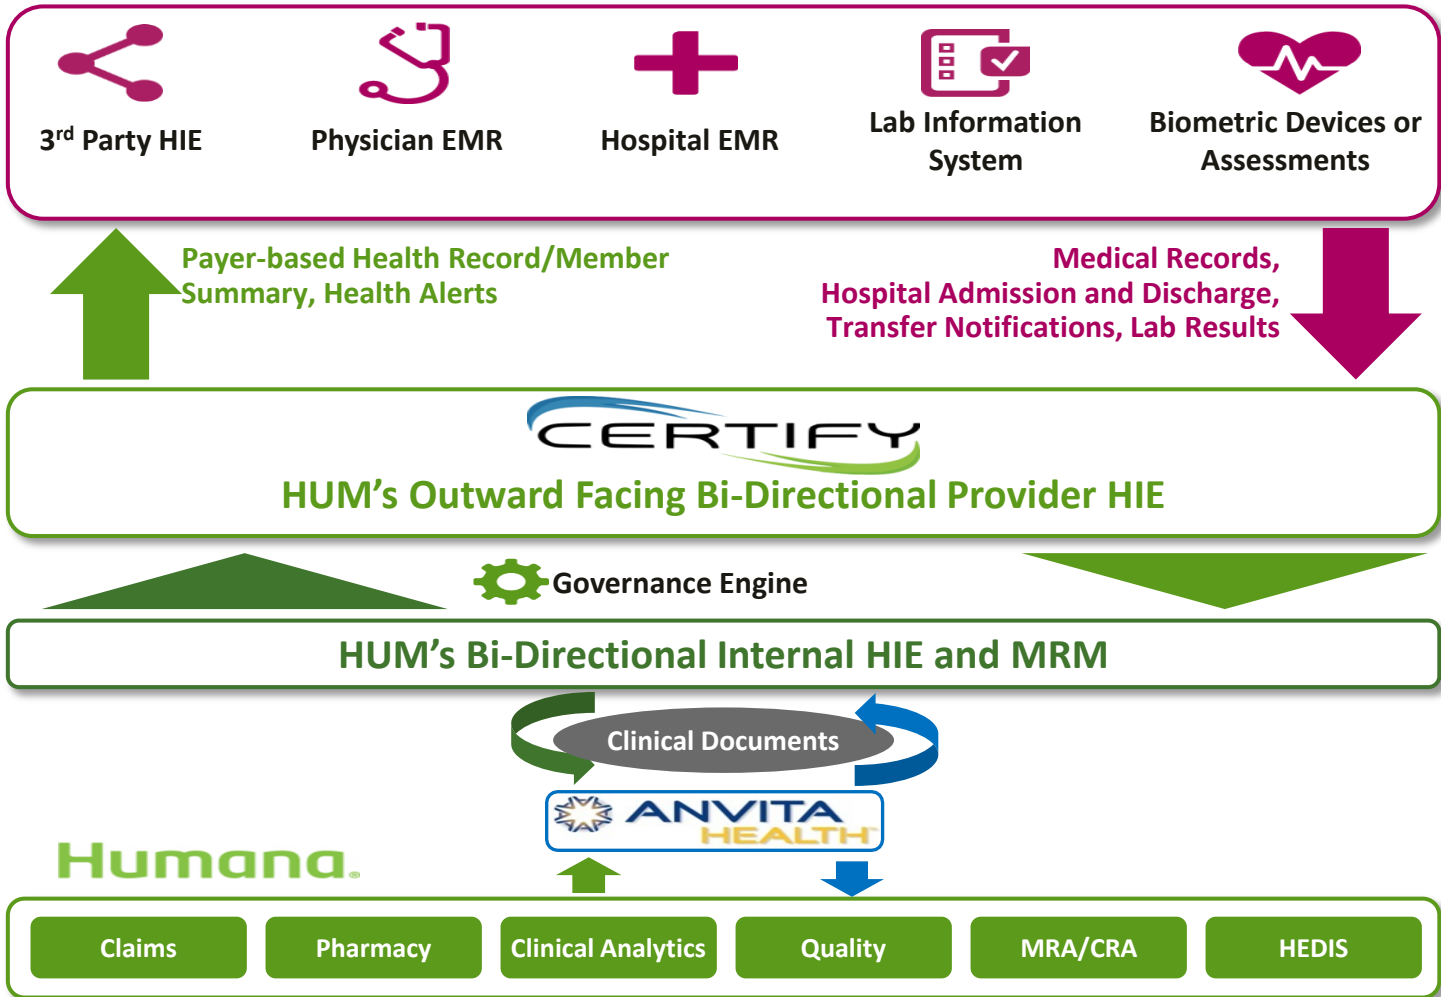 3rd Party HIE
Physician EMR
Hospital EMR
Lab Information
System
Biometric Devices or
Assessments
Payer-based Health Record/Member
Summary, Health Alerts
Medical Records,
Hospital Admission and Discharge,
Transfer Notifications, Lab Results
CERTIFY
HUM’s Outward Facing Bi-Directional Provider HIE
Governance Engine
HUM’s Bi-Directional Internal HIE and MRM
Clinical Documents
ANVITA
HEALTH
Humana®
Claims
Pharmacy
Clinical Analytics
Quality
MRA/CRA
HEDIS